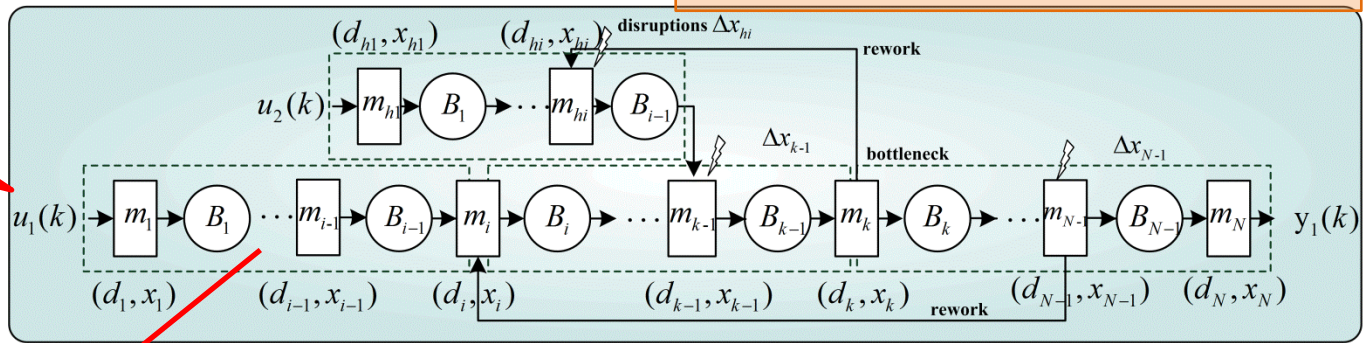 (d_{h1}, x_{h1}) (d_{hi}, x_{hi}) disruptions Δx_{hi}
rework
u_2(k) m_{h1} B_1 ··· m_{hi} B_{i-1}
Δx_{k-1} bottleneck Δx_{N-1}
u_1(k) m_1 B_1 ··· m_{i-1} B_{i-1} m_i B_i ··· m_{k-1} B_{k-1} m_k B_k ··· m_{N-1} B_{N-1} m_N y_1(k)
(d_1, x_1) (d_{i-1}, x_{i-1}) (d_i, x_i) (d_{k-1}, x_{k-1}) (d_k, x_k) (d_{N-1}, x_{N-1}) (d_N, x_N)
rework